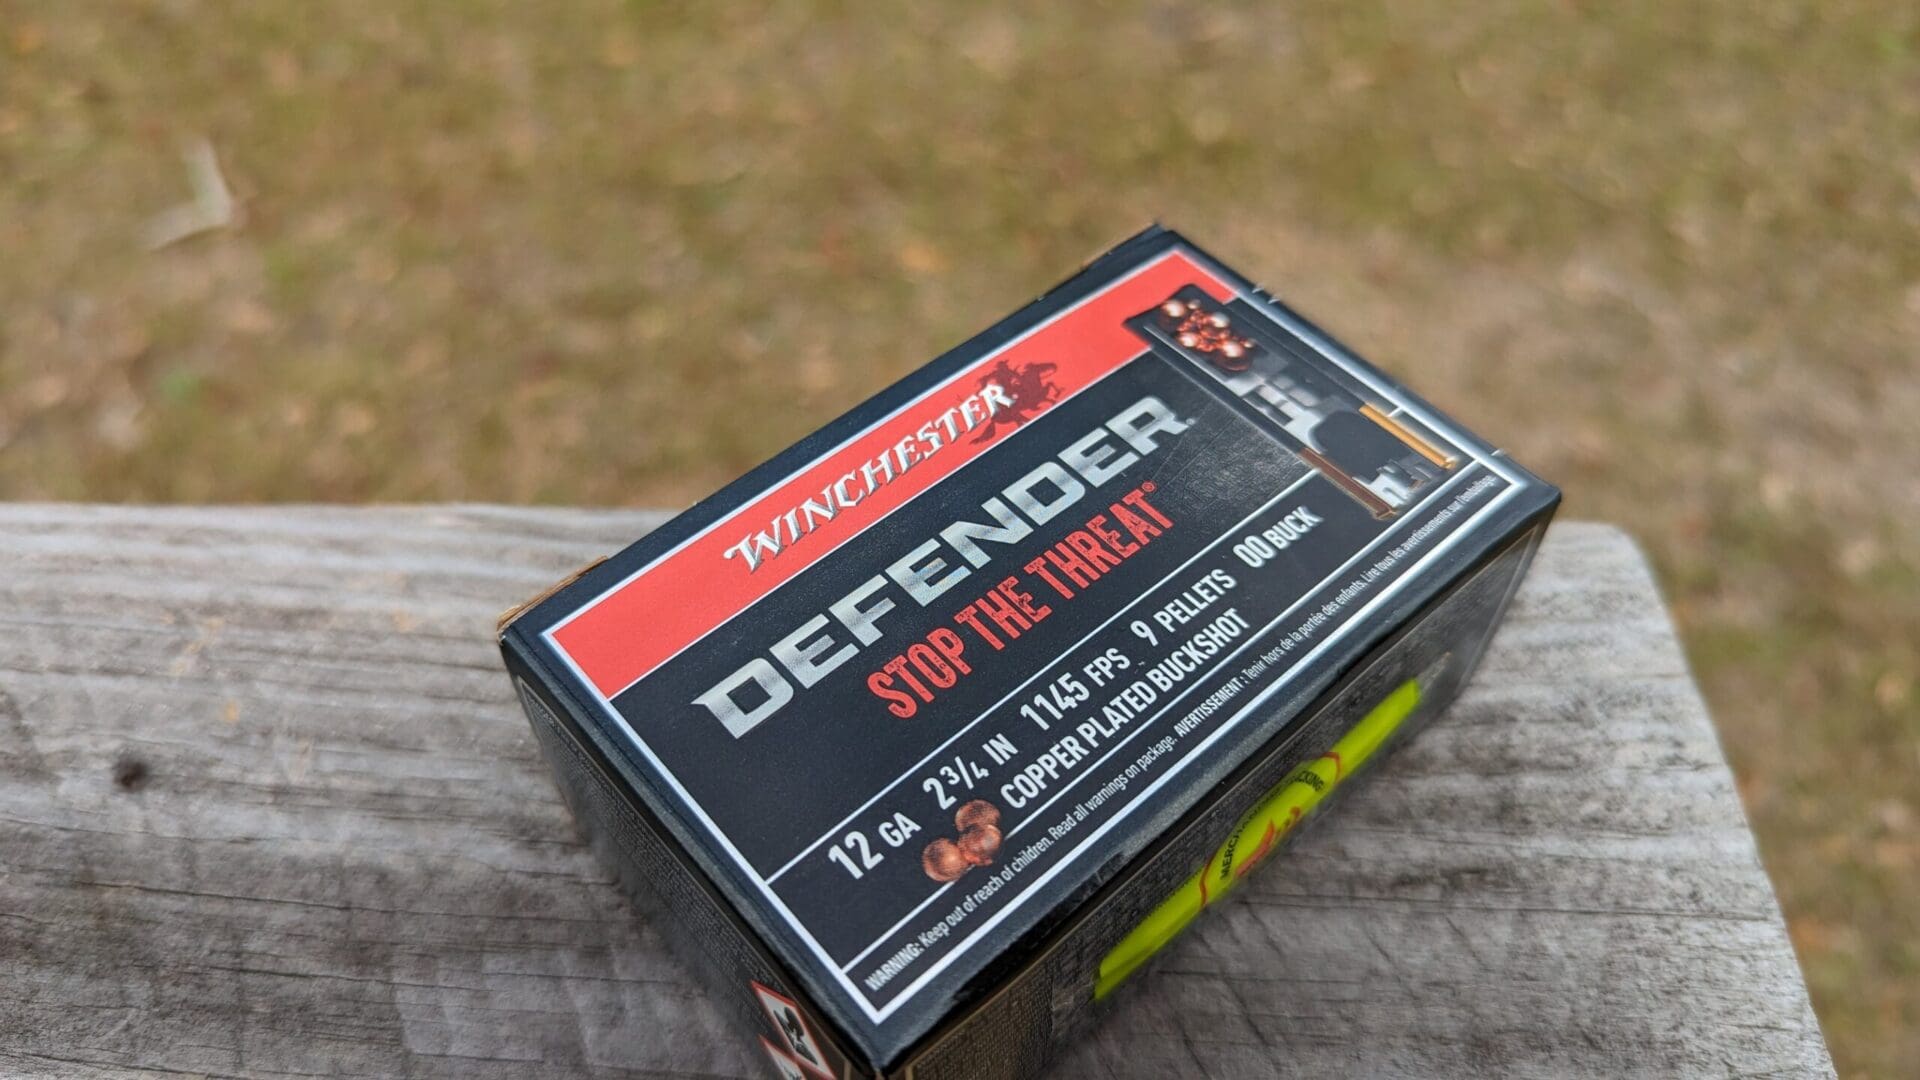 WINCHESTER
DEFENDER
STOP THE THREAT®
12 GA 2 3/4 IN 1145 FPS 9 PELLETS 00 BUCK
COPPER PLATED BUCKSHOT
WARNING: Keep out of reach of children. Read all warnings on package. AVERTISSEMENT: Tenir hors de la portée des enfants. Lire tous les avertissements sur l'emballage.